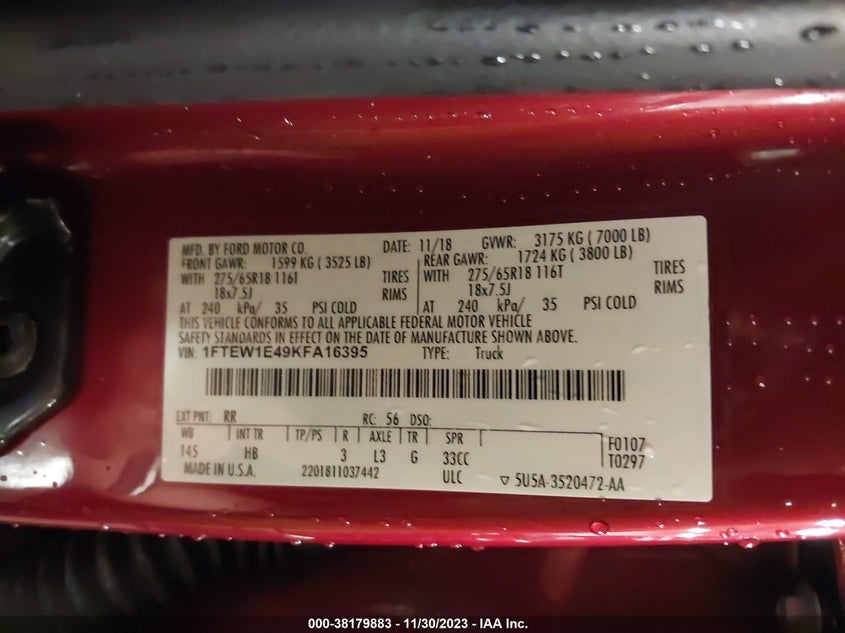 MFD. BY FORD MOTOR CO. DATE: 11/18 GVWR: 3175 KG ( 7000 LB)
FRONT GAWR: 1599 KG ( 3525 LB) REAR GAWR: 1724 KG ( 3800 LB)
WITH 275/65R18 116T TIRES WITH 275/65R18 116T TIRES
18x7.5J RIMS 18x7.5J RIMS
AT 240 kPa/ 35 PSI COLD AT 240 kPa/ 35 PSI COLD
THIS VEHICLE CONFORMS TO ALL APPLICABLE FEDERAL MOTOR VEHICLE
SAFETY STANDARDS IN EFFECT ON THE DATE OF MANUFACTURE SHOWN ABOVE.
VIN: 1FTEW1E49KFA16395 TYPE: Truck
EXT PNT: RR RC: 56 DSO:
WB INT TR TP/PS R AXLE TR SPR F0107
145 HB 3 L3 G 33CC T0297
MADE IN U.S.A. 2201811037442 ULC ▽ 5U5A-3520472-AA
000-38179883 - 11/30/2023 - IAA Inc.